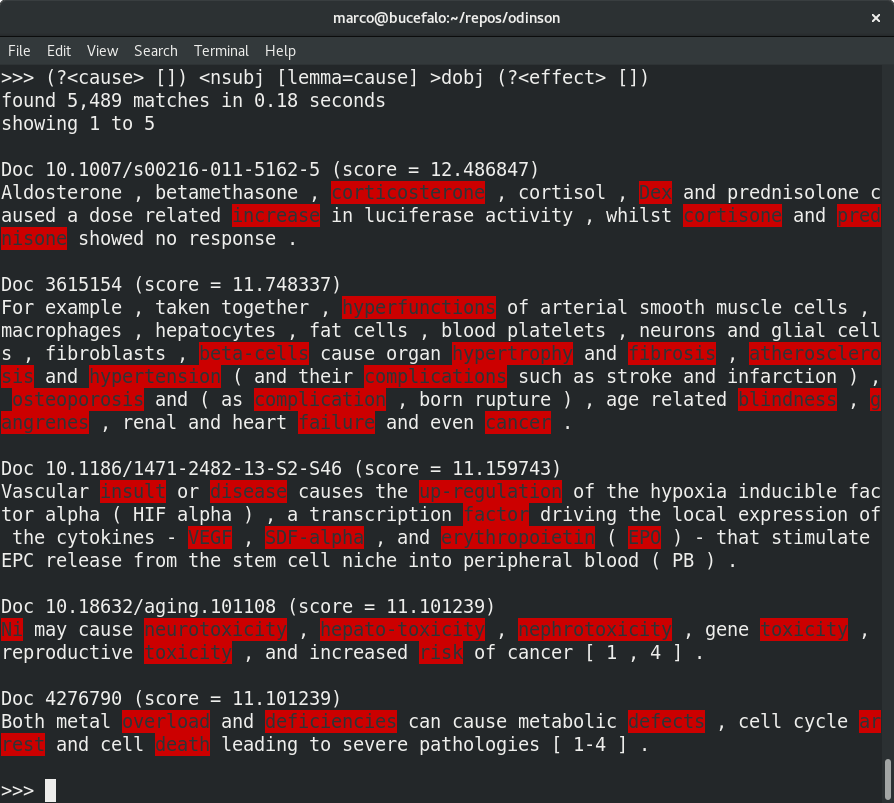 marco@bucefalo:~/repos/odinson
×
File Edit View Search Terminal Help
>>> (?<cause> []) <nsubj [lemma=cause] >dobj (?<effect> [])
found 5,489 matches in 0.18 seconds
showing 1 to 5
Doc 10.1007/s00216-011-5162-5 (score = 12.486847)
Aldosterone , betamethasone , corticosterone , cortisol , Dex and prednisolone c
aused a dose related increase in luciferase activity , whilst cortisone and pred
nisone showed no response .
Doc 3615154 (score = 11.748337)
For example , taken together , hyperfunctions of arterial smooth muscle cells ,
macrophages , hepatocytes , fat cells , blood platelets , neurons and glial cell
s , fibroblasts , beta-cells cause organ hypertrophy and fibrosis , atherosclero
sis and hypertension ( and their complications such as stroke and infarction ) ,
osteoporosis and ( as complication , born rupture ) , age related blindness , g
angrenes , renal and heart failure and even cancer .
Doc 10.1186/1471-2482-13-S2-S46 (score = 11.159743)
Vascular insult or disease causes the up-regulation of the hypoxia inducible fac
tor alpha ( HIF alpha ) , a transcription factor driving the local expression of
the cytokines - VEGF , SDF-alpha , and erythropoietin ( EPO ) - that stimulate
EPC release from the stem cell niche into peripheral blood ( PB ) .
Doc 10.18632/aging.101108 (score = 11.101239)
Ni may cause neurotoxicity , hepato-toxicity , nephrotoxicity , gene toxicity ,
reproductive toxicity , and increased risk of cancer [ 1 , 4 ] .
Doc 4276790 (score = 11.101239)
Both metal overload and deficiencies can cause metabolic defects , cell cycle ar
rest and cell death leading to severe pathologies [ 1-4 ] .
>>>